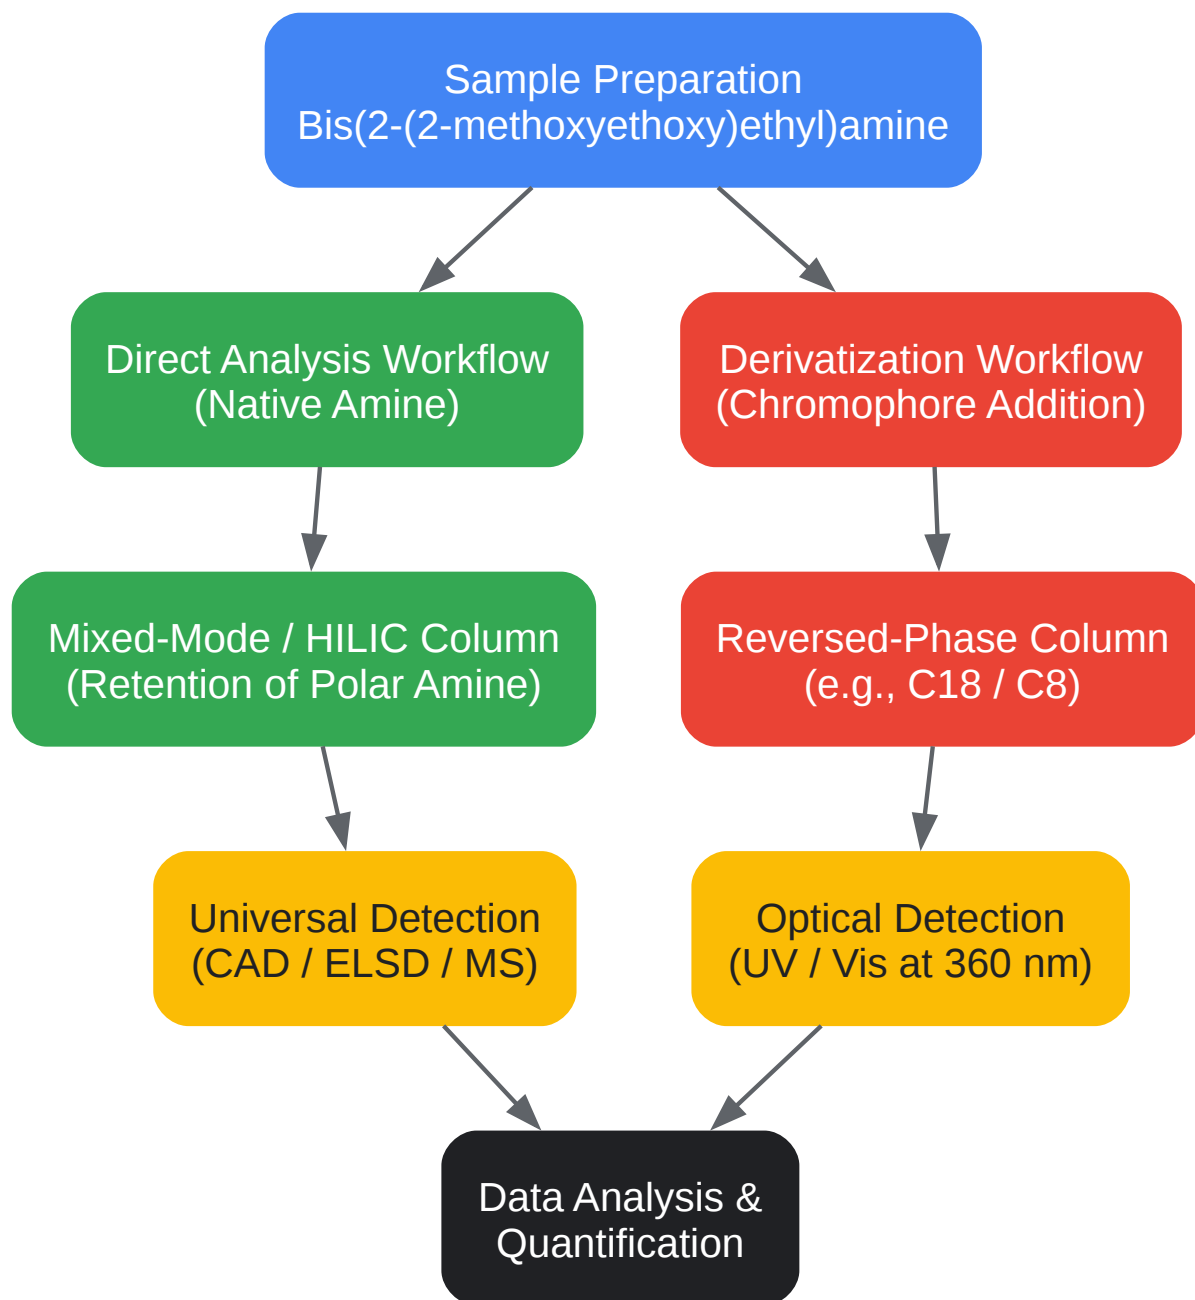 Sample Preparation
Bis(2-(2-methoxyethoxy)ethyl)amine
Direct Analysis Workflow
(Native Amine)
Derivatization Workflow
(Chromophore Addition)
Mixed-Mode / HILIC Column
(Retention of Polar Amine)
Reversed-Phase Column
(e.g., C18 / C8)
Universal Detection
(CAD / ELSD / MS)
Optical Detection
(UV / Vis at 360 nm)
Data Analysis &
Quantification